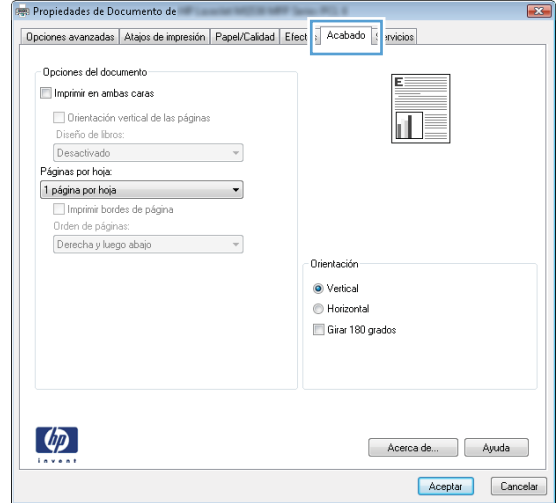 Propiedades de Documento de
Opciones avanzadas Atajos de impresión Papel/Calidad Acabado
Opciones del documento
Imprimir en ambas caras
Orientación vertical de las páginas
Diseño de libros:
Desactivado
Páginas por hoja:
1 página por hoja
Imprimir bordes de página
Orden de páginas:
Derecha y luego abajo
E
Orientación
Vertical
Horizontal
Girar 180 grados
hp
invent
Acerca de... Ayuda
Aceptar Cancelar